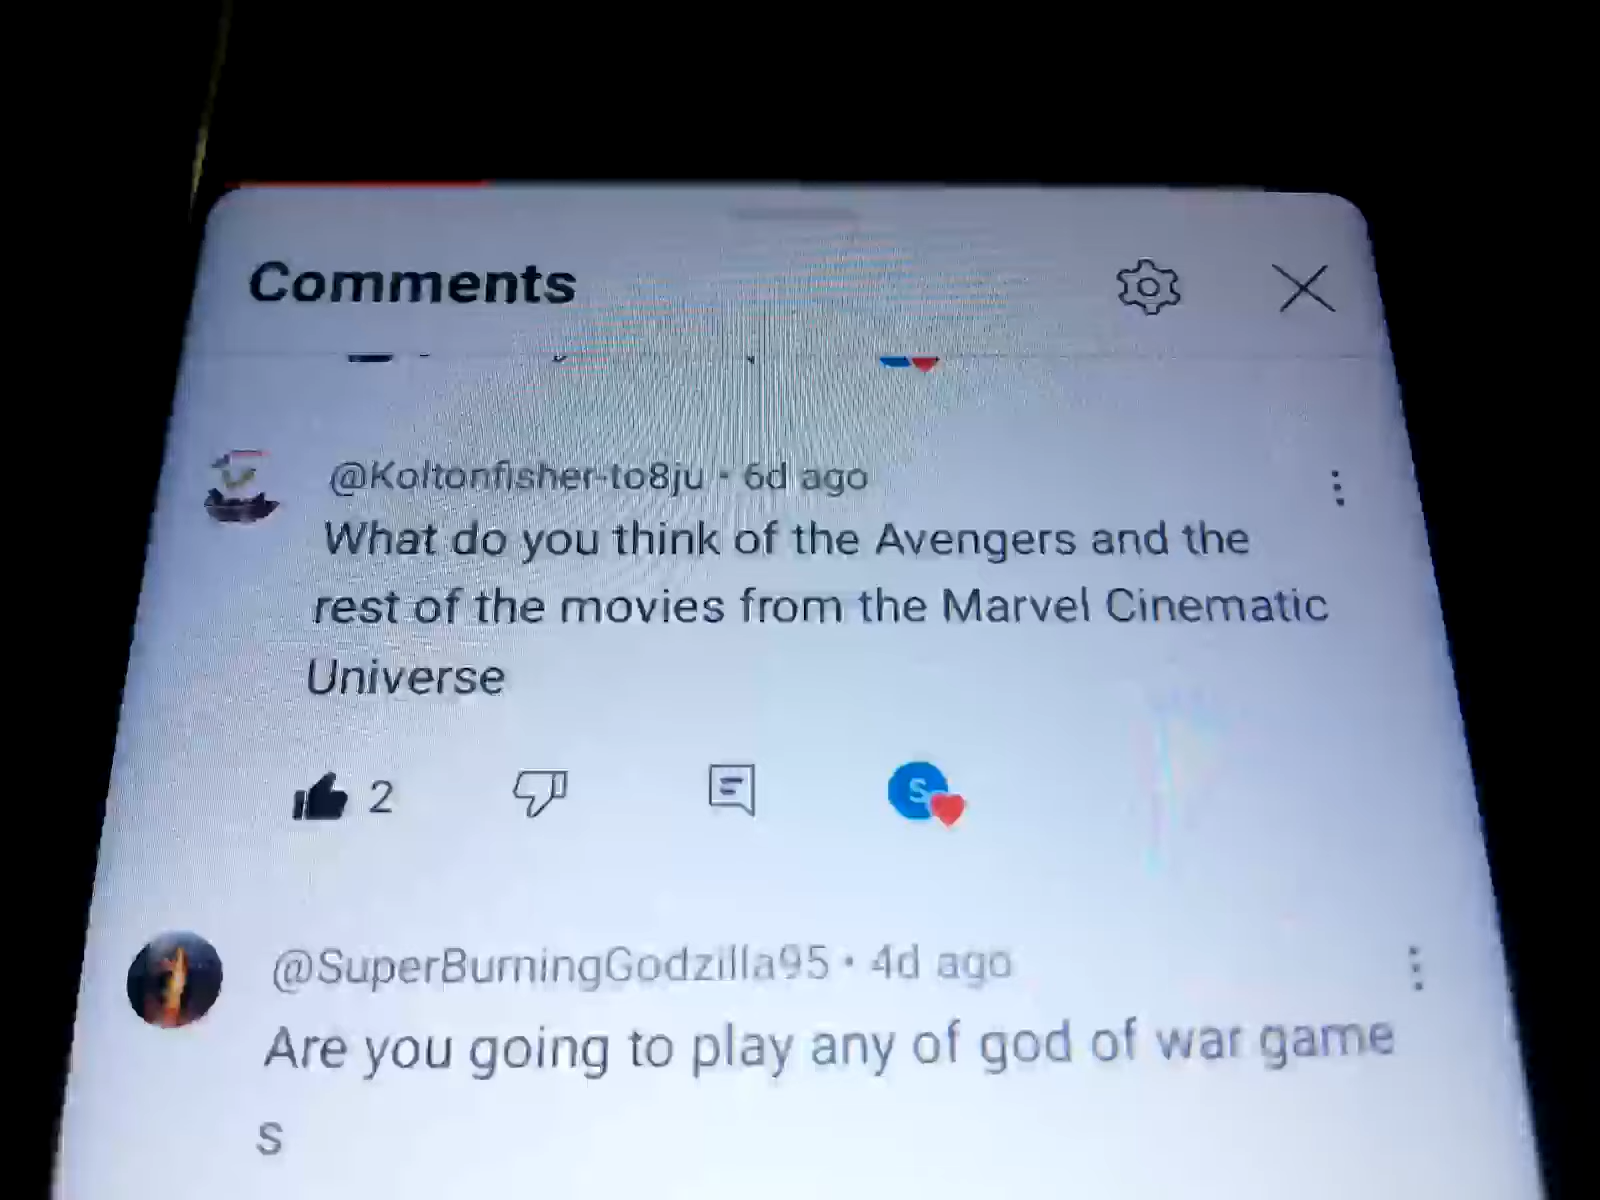 Comments
@Koltonfisher-to8ju · 6d ago
What do you think of the Avengers and the
rest of the movies from the Marvel Cinematic
Universe
2
S
@SuperBurningGodzilla95 · 4d ago
Are you going to play any of god of war game
s